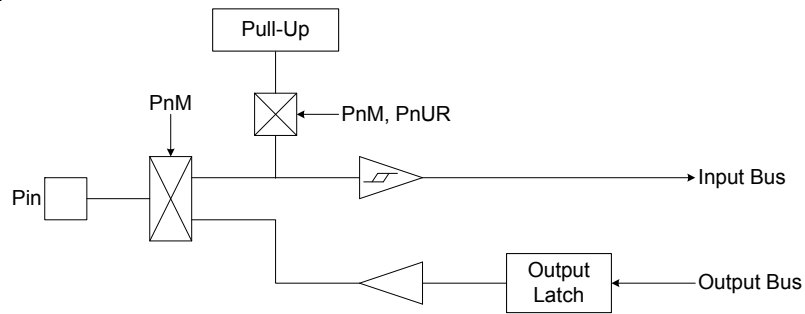 Pull-Up
PnM
PnM, PnUR
Pin
Input Bus
Output
Latch
Output Bus